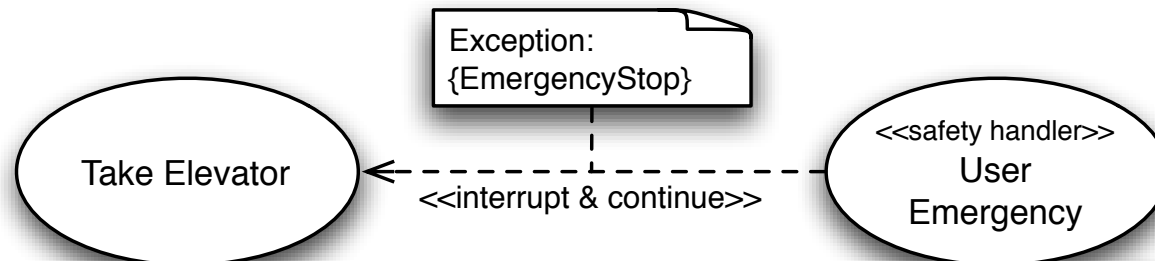 Exception:
{EmergencyStop}
Take Elevator
<<interrupt & continue>>
<<safety handler>>
User
Emergency